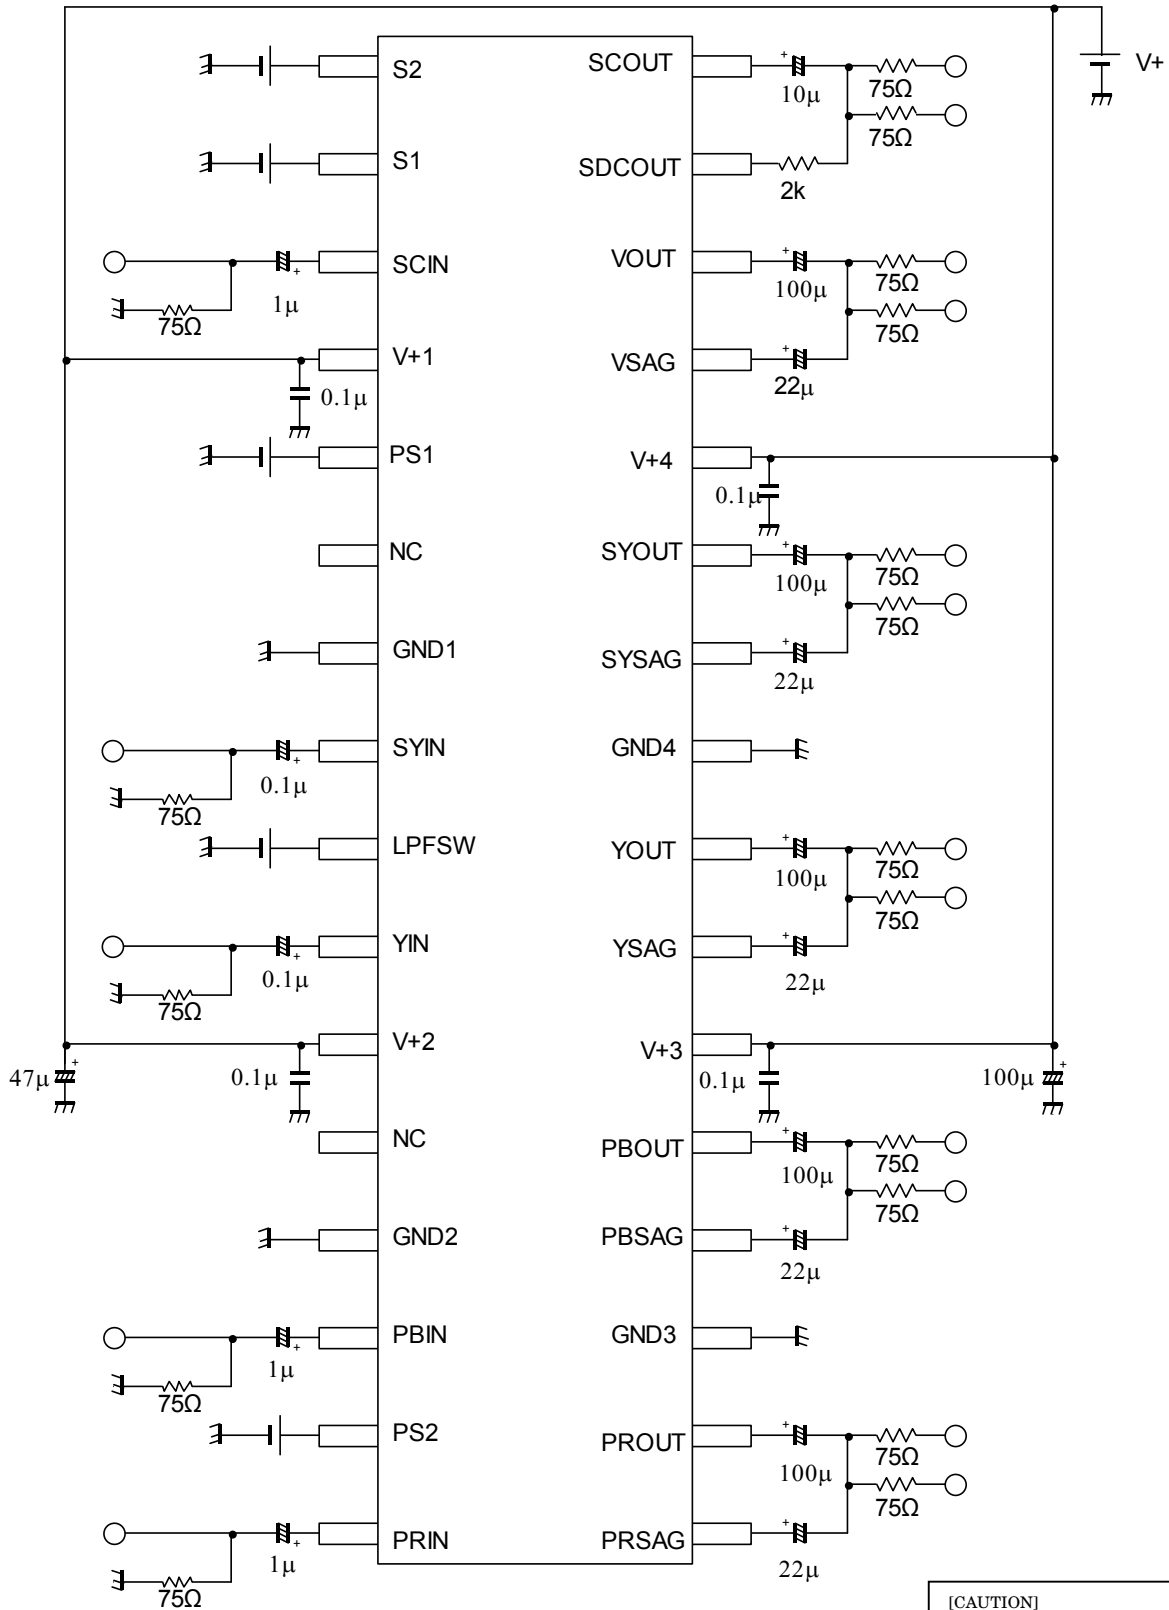 V+
S2
SCOUT
10μ
75Ω
75Ω
S1
SDCOUT
2k
SCIN
+
1μ
75Ω
VOUT
+
100μ
75Ω
75Ω
V+1
0.1μ
VSAG
+
22μ
PS1
V+4
0.1μ
NC
SYOUT
+
100μ
75Ω
75Ω
GND1
SYSAG
+
22μ
SYIN
+
0.1μ
75Ω
GND4
LPFSW
YOUT
+
100μ
75Ω
75Ω
YIN
+
0.1μ
75Ω
YSAG
+
22μ
V+2
47μ
+
0.1μ
V+3
0.1μ
100μ
+
NC
PBOUT
+
100μ
75Ω
75Ω
GND2
PBSAG
+
22μ
PBIN
+
1μ
75Ω
GND3
PS2
PROUT
+
100μ
75Ω
75Ω
PRIN
+
1μ
75Ω
PRSAG
+
22μ
+
[CAUTION]